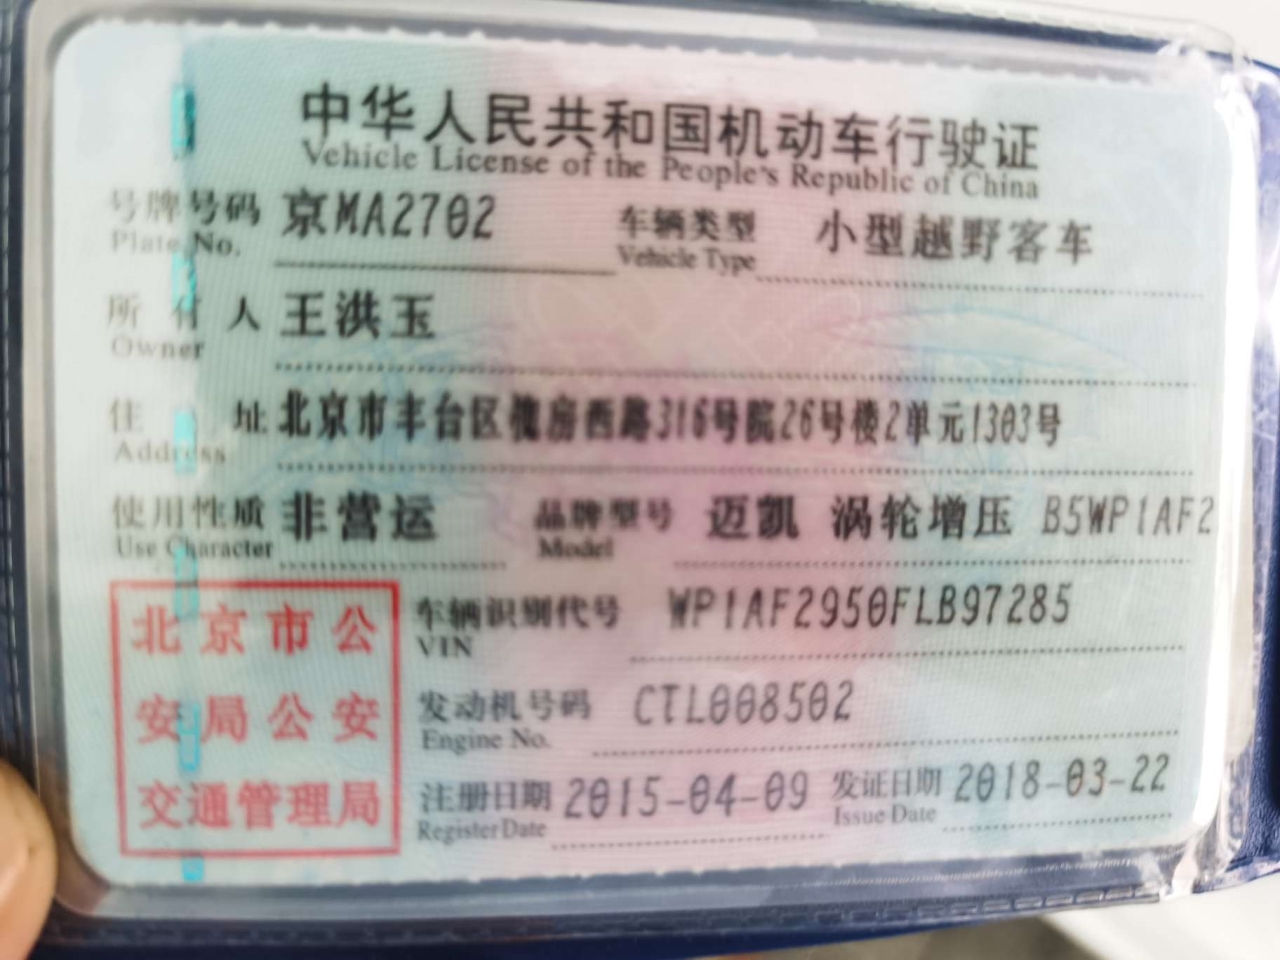 中华人民共和国机动车行驶证
Vehicle License of the People's Republic of China
号牌号码 京MA2702 车辆类型 小型越野客车
Plate No. Vehicle Type
所有人 王洪玉
Owner
住址 北京市丰台区槐房西路316号院26号楼2单元1303号
Address
使用性质 非营运 品牌型号 迈凯 涡轮增压 B5WP1AF2
Use Character Model
北京市公
安局公安
交通管理局
车辆识别代号 WP1AF2950FLB97285
VIN
发动机号码 CTL008502
Engine No.
注册日期 2015-04-09 发证日期 2018-03-22
Register Date Issue Date